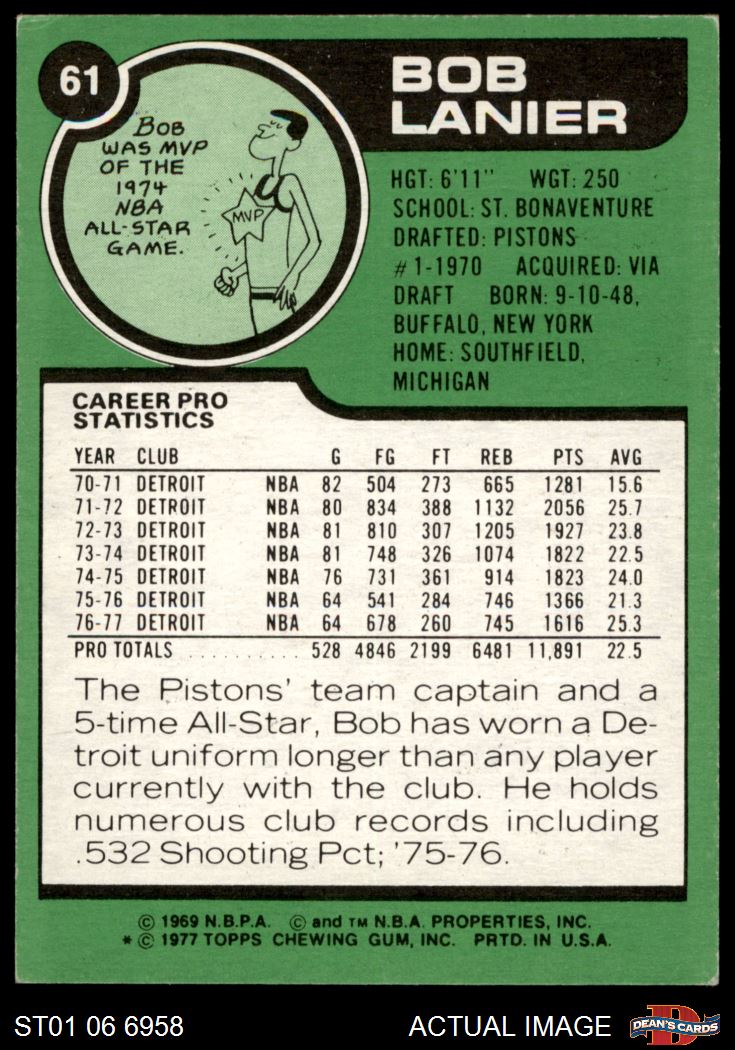 61
BOB
LANIER
BOB
WAS MVP
OF THE
1974
NBA
ALL-STAR
GAME.
MVP
HGT: 6'11" WGT: 250
SCHOOL: ST. BONAVENTURE
DRAFTED: PISTONS
#1-1970 ACQUIRED: VIA
DRAFT BORN: 9-10-48,
BUFFALO, NEW YORK
HOME: SOUTHFIELD,
MICHIGAN
CAREER PRO
STATISTICS
YEAR CLUB G FG FT REB PTS AVG
70-71 DETROIT NBA 82 504 273 665 1281 15.6
71-72 DETROIT NBA 80 834 388 1132 2056 25.7
72-73 DETROIT NBA 81 810 307 1205 1927 23.8
73-74 DETROIT NBA 81 748 326 1074 1822 22.5
74-75 DETROIT NBA 76 731 361 914 1823 24.0
75-76 DETROIT NBA 64 541 284 746 1366 21.3
76-77 DETROIT NBA 64 678 260 745 1616 25.3
PRO TOTALS .......... 528 4846 2199 6481 11,891 22.5
The Pistons' team captain and a
5-time All-Star, Bob has worn a De-
troit uniform longer than any player
currently with the club. He holds
numerous club records including
.532 Shooting Pct; '75-76.
© 1969 N.B.P.A. © and TM N.B.A. PROPERTIES, INC.
* © 1977 TOPPS CHEWING GUM, INC. PRTD. IN U.S.A.
ST01 06 6958 ACTUAL IMAGE D DEAN'S CARDS